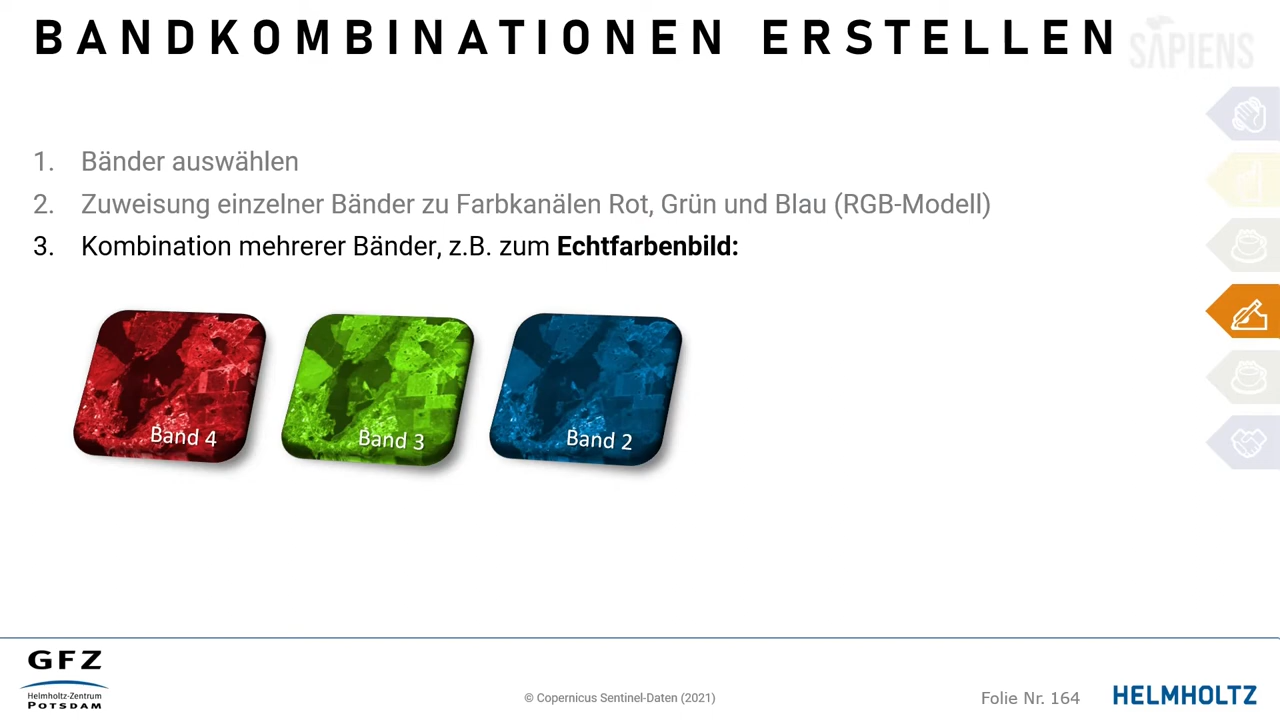 BANDKOMBINATIONEN ERSTELLEN
SAPIENS
1. Bänder auswählen
2. Zuweisung einzelner Bänder zu Farbkanälen Rot, Grün und Blau (RGB-Modell)
3. Kombination mehrerer Bänder, z.B. zum Echtfarbenbild:
Band 4
Band 3
Band 2
GFZ
Helmholtz-Zentrum
POTSDAM
© Copernicus Sentinel-Daten (2021)
Folie Nr. 164
HELMHOLTZ